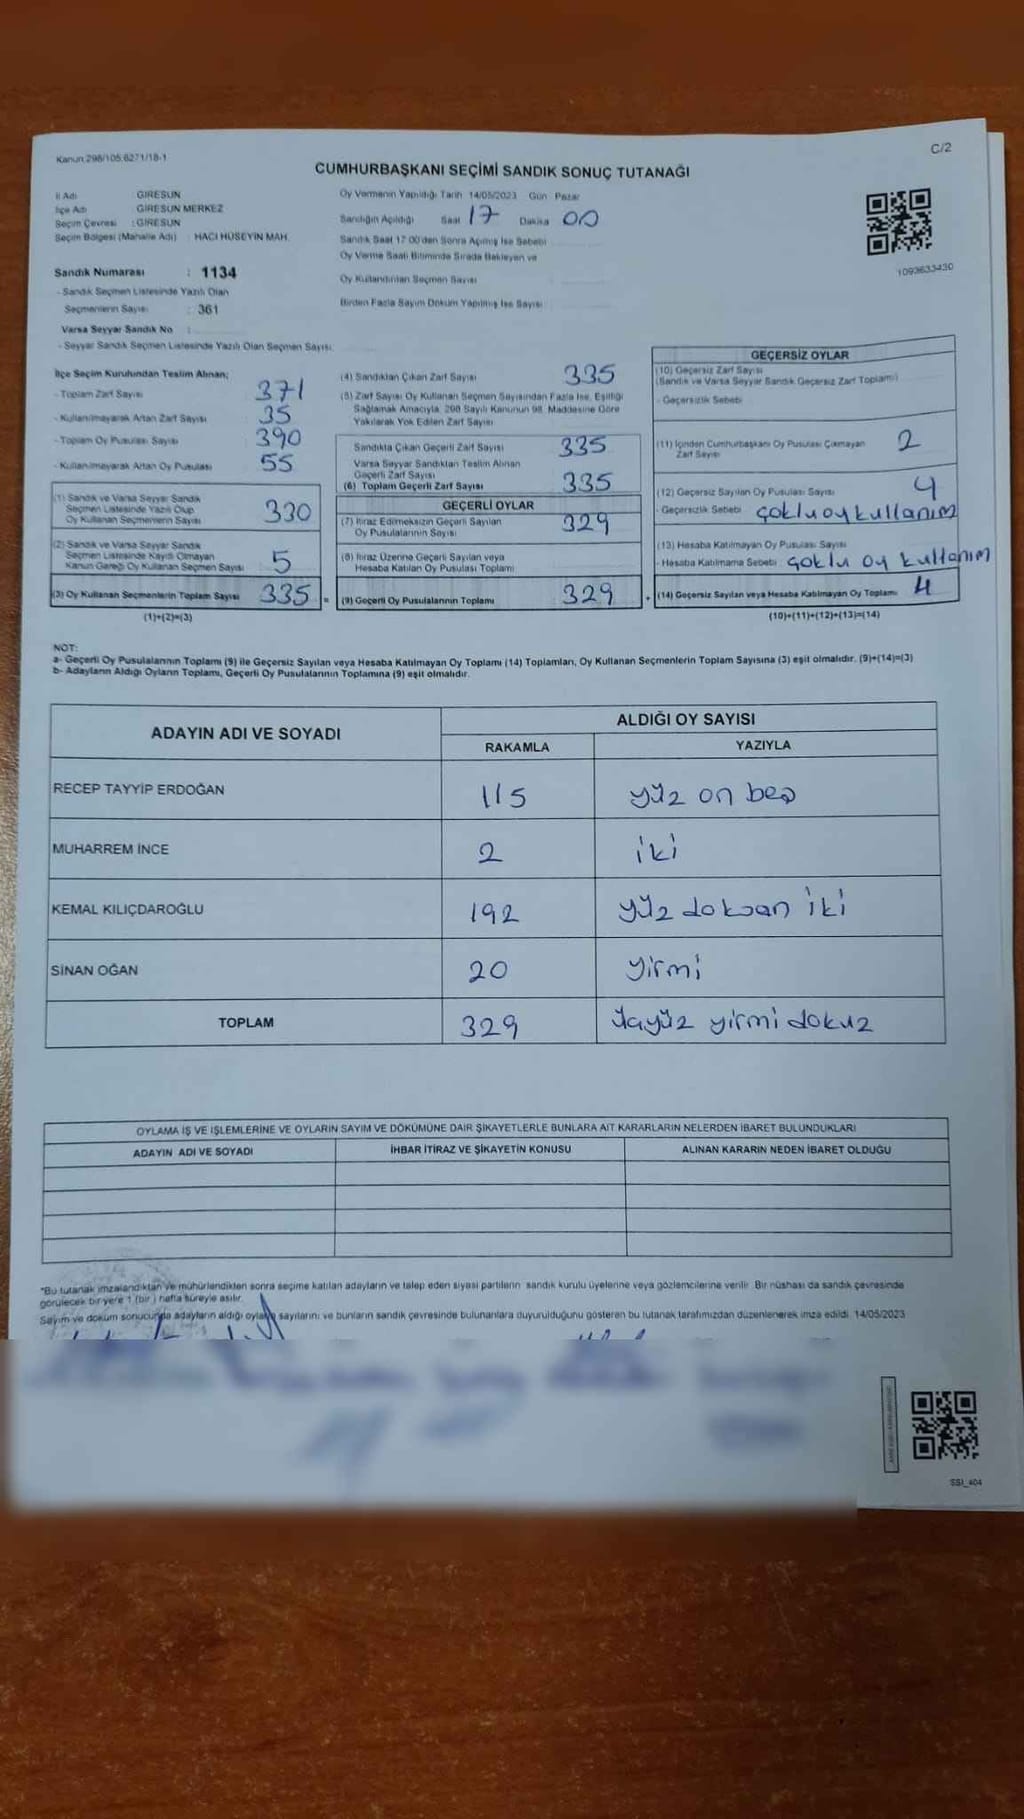 Kanun:298/105;6271/18-1
C/2
CUMHURBAŞKANI SEÇİMİ SANDIK SONUÇ TUTANAĞI
İl Adı : GİRESUN
İlçe Adı : GİRESUN MERKEZ
Seçim Çevresi : GİRESUN
Seçim Bölgesi (Mahalle Adı) : HACI HÜSEYİN MAH.
Oy Vermenin Yapıldığı Tarih 14/05/2023 Gün Pazar
Sandığın Açıldığı Saat 17 Dakika 00
Sandık Saat 17:00'den Sonra Açılmış İse Sebebi
Oy Verme Saati Bitiminde Sırada Bekleyen ve
Oy Kullandırılan Seçmen Sayısı
Birden Fazla Sayım Döküm Yapılmış İse Sayısı
1093633430
Sandık Numarası : 1134
- Sandık Seçmen Listesinde Yazılı Olan
Seçmenlerin Sayısı : 361
Varsa Seyyar Sandık No :
- Seyyar Sandık Seçmen Listesinde Yazılı Olan Seçmen Sayısı:
İlçe Seçim Kurulundan Teslim Alınan;
- Toplam Zarf Sayısı 371
- Kullanılmayarak Artan Zarf Sayısı 35
- Toplam Oy Pusulası Sayısı 390
- Kullanılmayarak Artan Oy Pusulası 55
(1) Sandık ve Varsa Seyyar Sandık
Seçmen Listesinde Yazılı Olup
Oy Kullanan Seçmenlerin Sayısı 330
(2) Sandık ve Varsa Seyyar Sandık
Seçmen Listesinde Kayıtlı Olmayan
Kanun Gereği Oy Kullanan Seçmen Sayısı 5
(3) Oy Kullanan Seçmenlerin Toplam Sayısı 335 =
(1)+(2)=(3)
(4) Sandıktan Çıkan Zarf Sayısı 335
(5) Zarf Sayısı Oy Kullanan Seçmen Sayısından Fazla İse, Eşitliği
Sağlamak Amacıyla, 298 Sayılı Kanunun 98. Maddesine Göre
Yakılarak Yok Edilen Zarf Sayısı
Sandıkta Çıkan Geçerli Zarf Sayısı 335
Varsa Seyyar Sandıktan Teslim Alınan
Geçerli Zarf Sayısı
(6) Toplam Geçerli Zarf Sayısı 335
GEÇERLİ OYLAR
(7) İtiraz Edilmeksizin Geçerli Sayılan
Oy Pusulalarının Sayısı 329
(8) İtiraz Üzerine Geçerli Sayılan veya
Hesaba Katılan Oy Pusulası Toplamı
(9) Geçerli Oy Pusulalarının Toplamı 329 +
GEÇERSİZ OYLAR
(10) Geçersiz Zarf Sayısı
(Sandık ve Varsa Seyyar Sandık Geçersiz Zarf Toplamı)
- Geçersizlik Sebebi
(11) İçinden Cumhurbaşkanı Oy Pusulası Çıkmayan
Zarf Sayısı 2
(12) Geçersiz Sayılan Oy Pusulası Sayısı 4
- Geçersizlik Sebebi çoklu oy kullanım
(13) Hesaba Katılmayan Oy Pusulası Sayısı
- Hesaba Katılmama Sebebi çoklu oy kullanım
(14) Geçersiz Sayılan veya Hesaba Katılmayan Oy Toplamı 4
(10)+(11)+(12)+(13)=(14)
NOT:
a- Geçerli Oy Pusulalarının Toplamı (9) ile Geçersiz Sayılan veya Hesaba Katılmayan Oy Toplamı (14) Toplamları, Oy Kullanan Seçmenlerin Toplam Sayısına (3) eşit olmalıdır. (9)+(14)=(3)
b- Adayların Aldığı Oyların Toplamı, Geçerli Oy Pusulalarının Toplamına (9) eşit olmalıdır.
ADAYIN ADI VE SOYADI
ALDIĞI OY SAYISI
RAKAMLA YAZIYLA
RECEP TAYYİP ERDOĞAN 115 yüz on beş
MUHARREM İNCE 2 iki
KEMAL KILIÇDAROĞLU 192 yüz doksan iki
SİNAN OĞAN 20 yirmi
TOPLAM 329 üçyüz yirmi dokuz
OYLAMA İŞ VE İŞLEMLERİNE VE OYLARIN SAYIM VE DÖKÜMÜNE DAİR ŞİKAYETLERLE BUNLARA AİT KARARLARIN NELERDEN İBARET BULUNDUKLARI
ADAYIN ADI VE SOYADI İHBAR İTİRAZ VE ŞİKAYETİN KONUSU ALINAN KARARIN NEDEN İBARET OLDUĞU
*Bu tutanak imzalandıktan ve mühürlendikten sonra seçime katılan adayların ve talep eden siyasi partilerin sandık kurulu üyelerine veya gözlemcilerine verilir. Bir nüshası da sandık çevresinde
görülecek bir yere 1 (bir) hafta süreyle asılır.
Sayım ve döküm sonucunda adayların aldığı oyların sayılarını ve bunların sandık çevresinde bulunanlara duyurulduğunu gösteren bu tutanak tarafımızdan düzenlenerek imza edildi. 14/05/2023
SSI_404